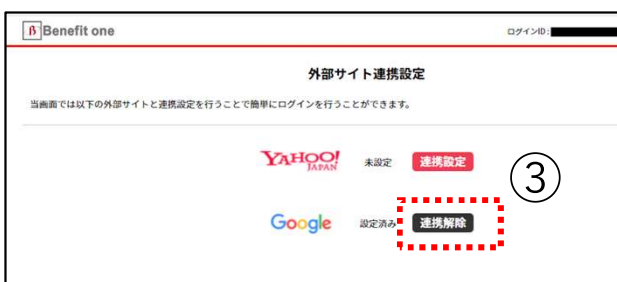 β Benefit one
ログインID:
外部サイト連携設定
当画面では以下の外部サイトと連携設定を行うことで簡単にログインを行うことができます。
YAHOO! JAPAN 未設定 連携設定
③
Google 設定済み 連携解除